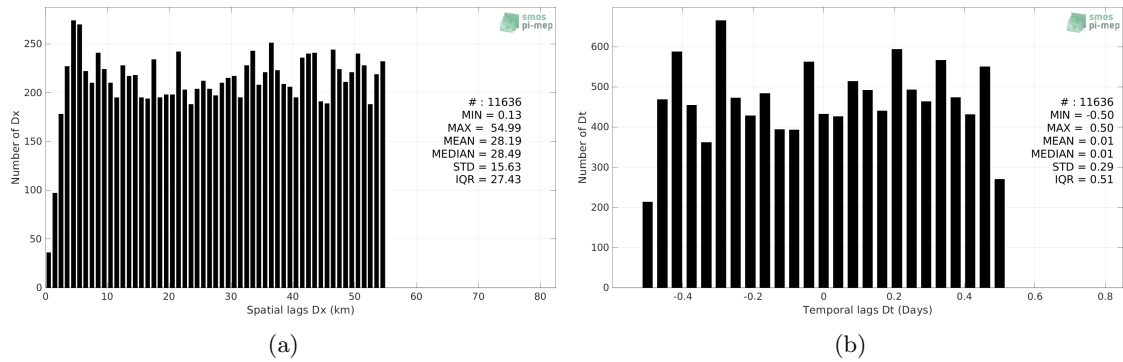 smos
pi-mep
250
200
150
100
50
0
Number of Dx
# : 11636
MIN = 0.13
MAX = 54.99
MEAN = 28.19
MEDIAN = 28.49
STD = 15.63
IQR = 27.43
0 10 20 30 40 50 60 70 80
Spatial lags Dx (km)
(a)
smos
pi-mep
600
500
400
300
200
100
0
Number of Dt
# : 11636
MIN = -0.50
MAX = 0.50
MEAN = 0.01
MEDIAN = 0.01
STD = 0.29
IQR = 0.51
-0.4 -0.2 0 0.2 0.4 0.6 0.8
Temporal lags Dt (Days)
(b)